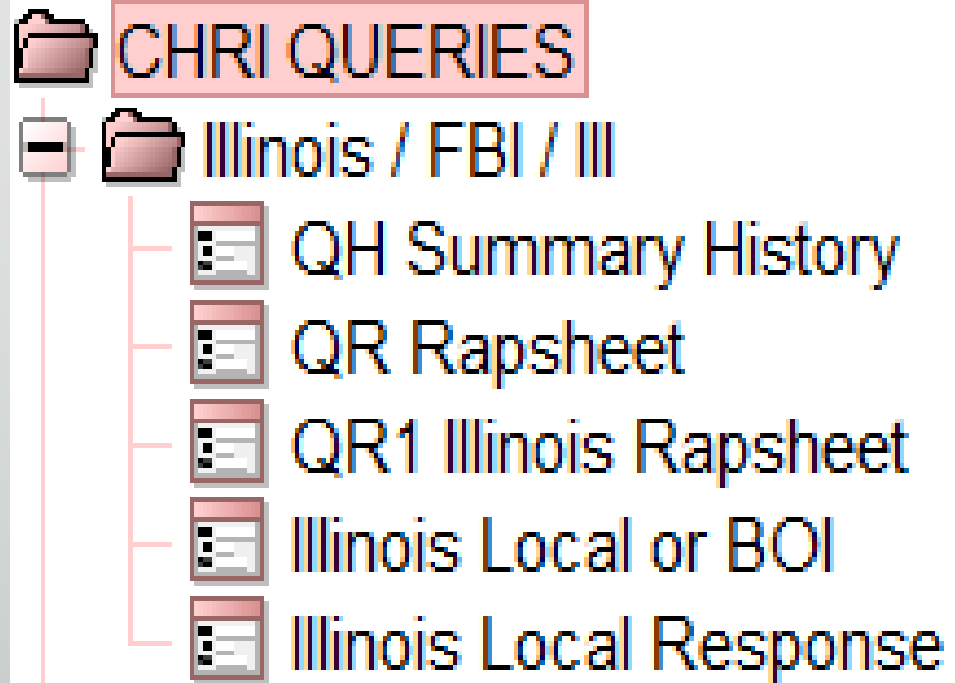 CHRI QUERIES
Illinois / FBI / III
QH Summary History
QR Rapsheet
QR1 Illinois Rapsheet
Illinois Local or BOI
Illinois Local Response